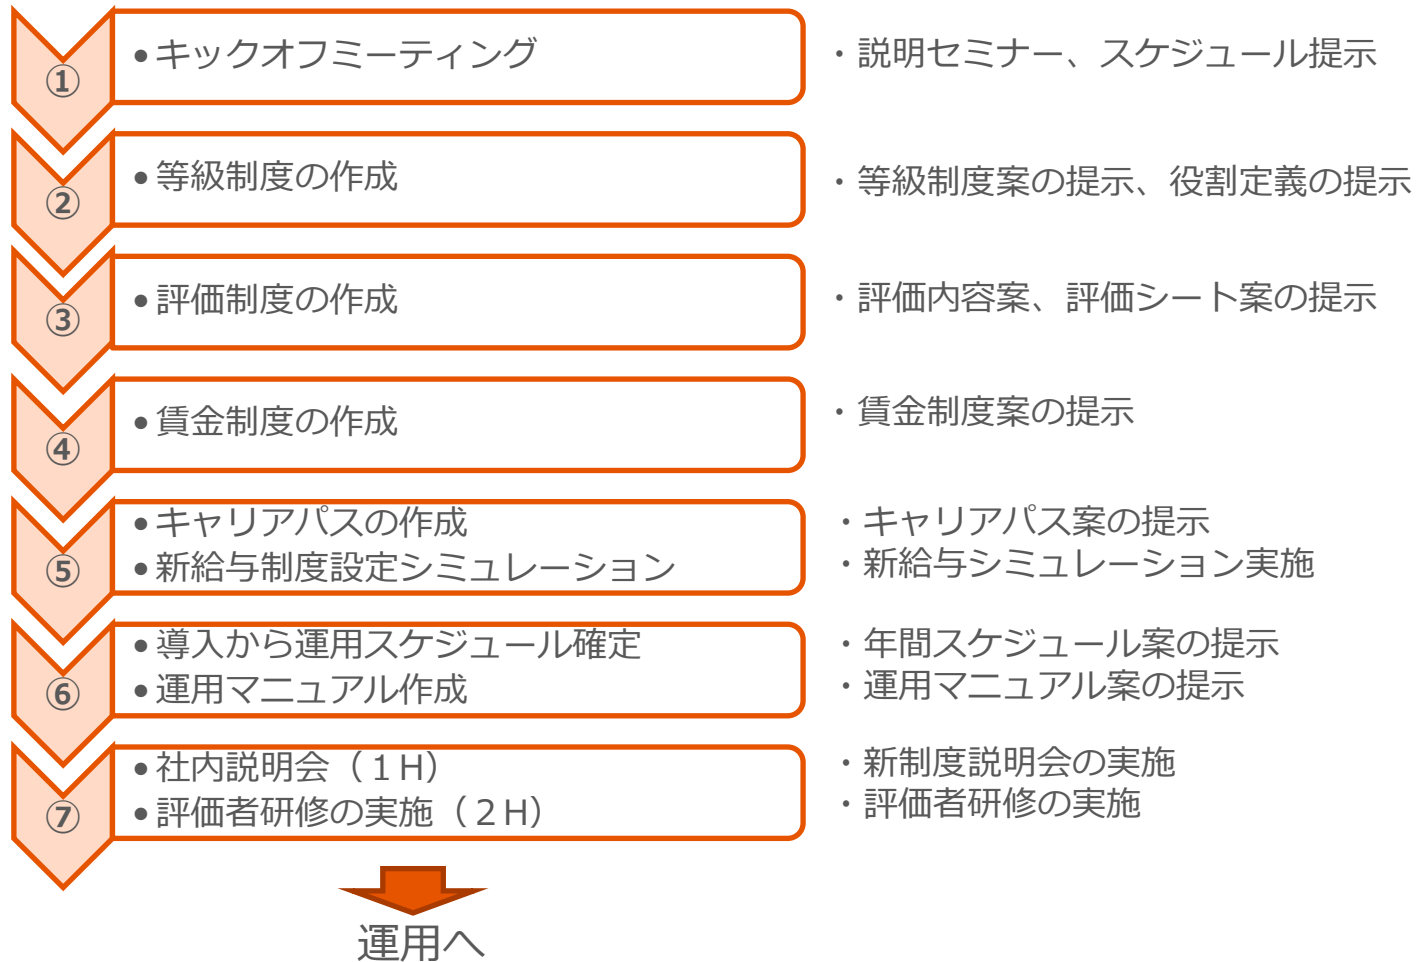 ①
•キックオフミーティング
・説明セミナー、スケジュール提示
②
•等級制度の作成
・等級制度案の提示、役割定義の提示
③
•評価制度の作成
・評価内容案、評価シート案の提示
④
•賃金制度の作成
・賃金制度案の提示
⑤
•キャリアパスの作成
•新給与制度設定シミュレーション
・キャリアパス案の提示
・新給与シミュレーション実施
⑥
•導入から運用スケジュール確定
•運用マニュアル作成
・年間スケジュール案の提示
・運用マニュアル案の提示
⑦
•社内説明会（１H）
•評価者研修の実施（２H）
・新制度説明会の実施
・評価者研修の実施
運用へ